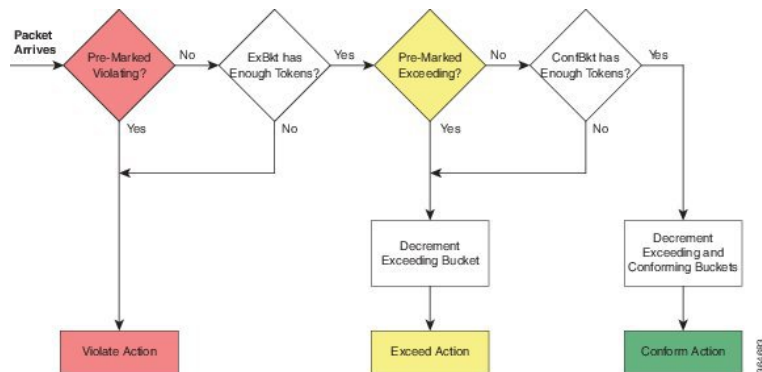 Packet
Arrives
Pre-Marked
Violating?
No
ExBkt has
Enough Tokens?
Yes
Pre-Marked
Exceeding?
No
ConfBkt has
Enough Tokens?
Yes
Yes
No
Yes
No
Decrement
Exceeding Bucket
Decrement
Exceeding and
Conforming Buckets
Violate Action
Exceed Action
Conform Action